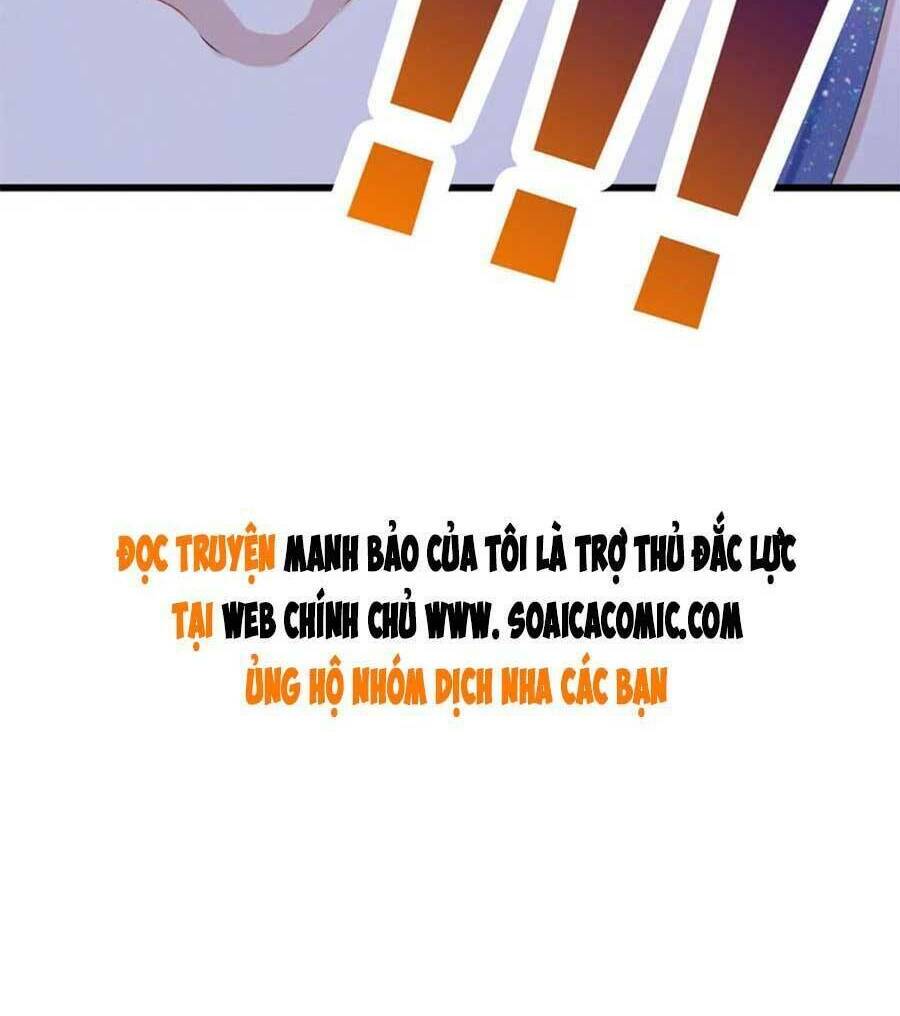 !!!
ĐỌC TRUYỆN MANH BẢO CỦA TÔI LÀ TRỢ THỦ ĐẮC LỰC
TẠI WEB CHÍNH CHỦ WWW. SOAICACOMIC.COM
ỦNG HỘ NHÓM DỊCH NHA CÁC BẠN